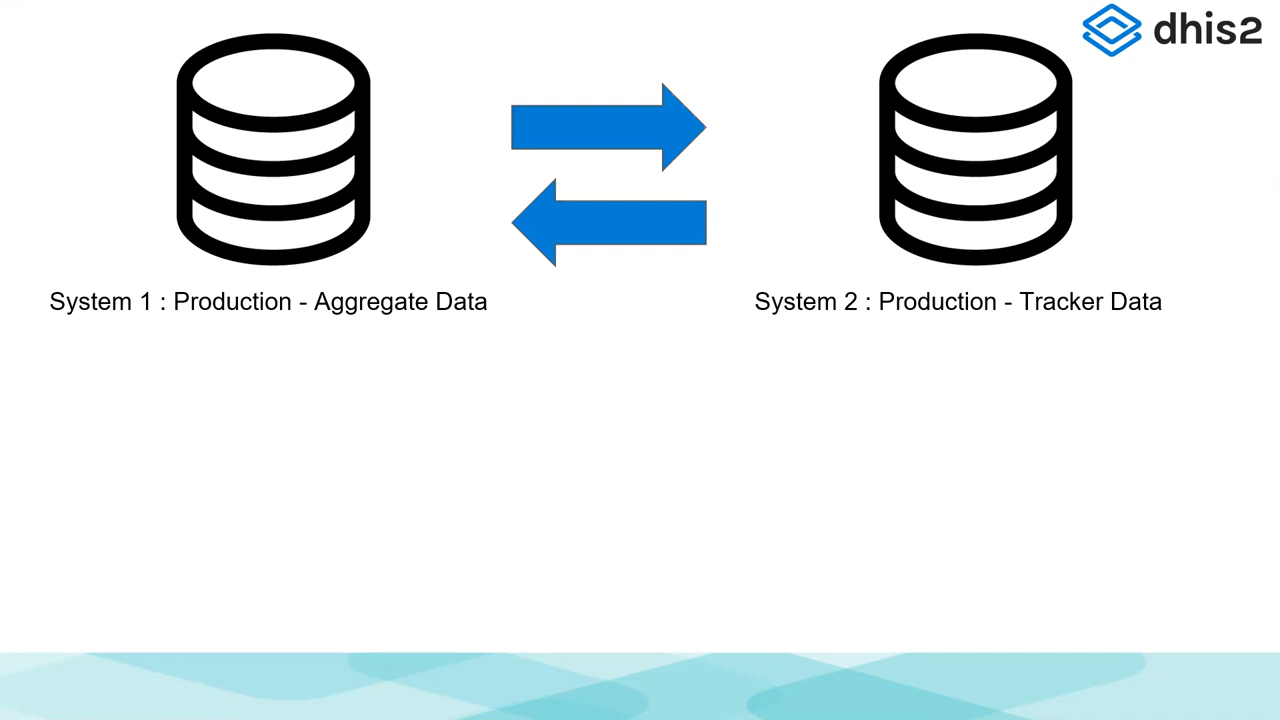 dhis2
System 1 : Production - Aggregate Data
System 2 : Production - Tracker Data